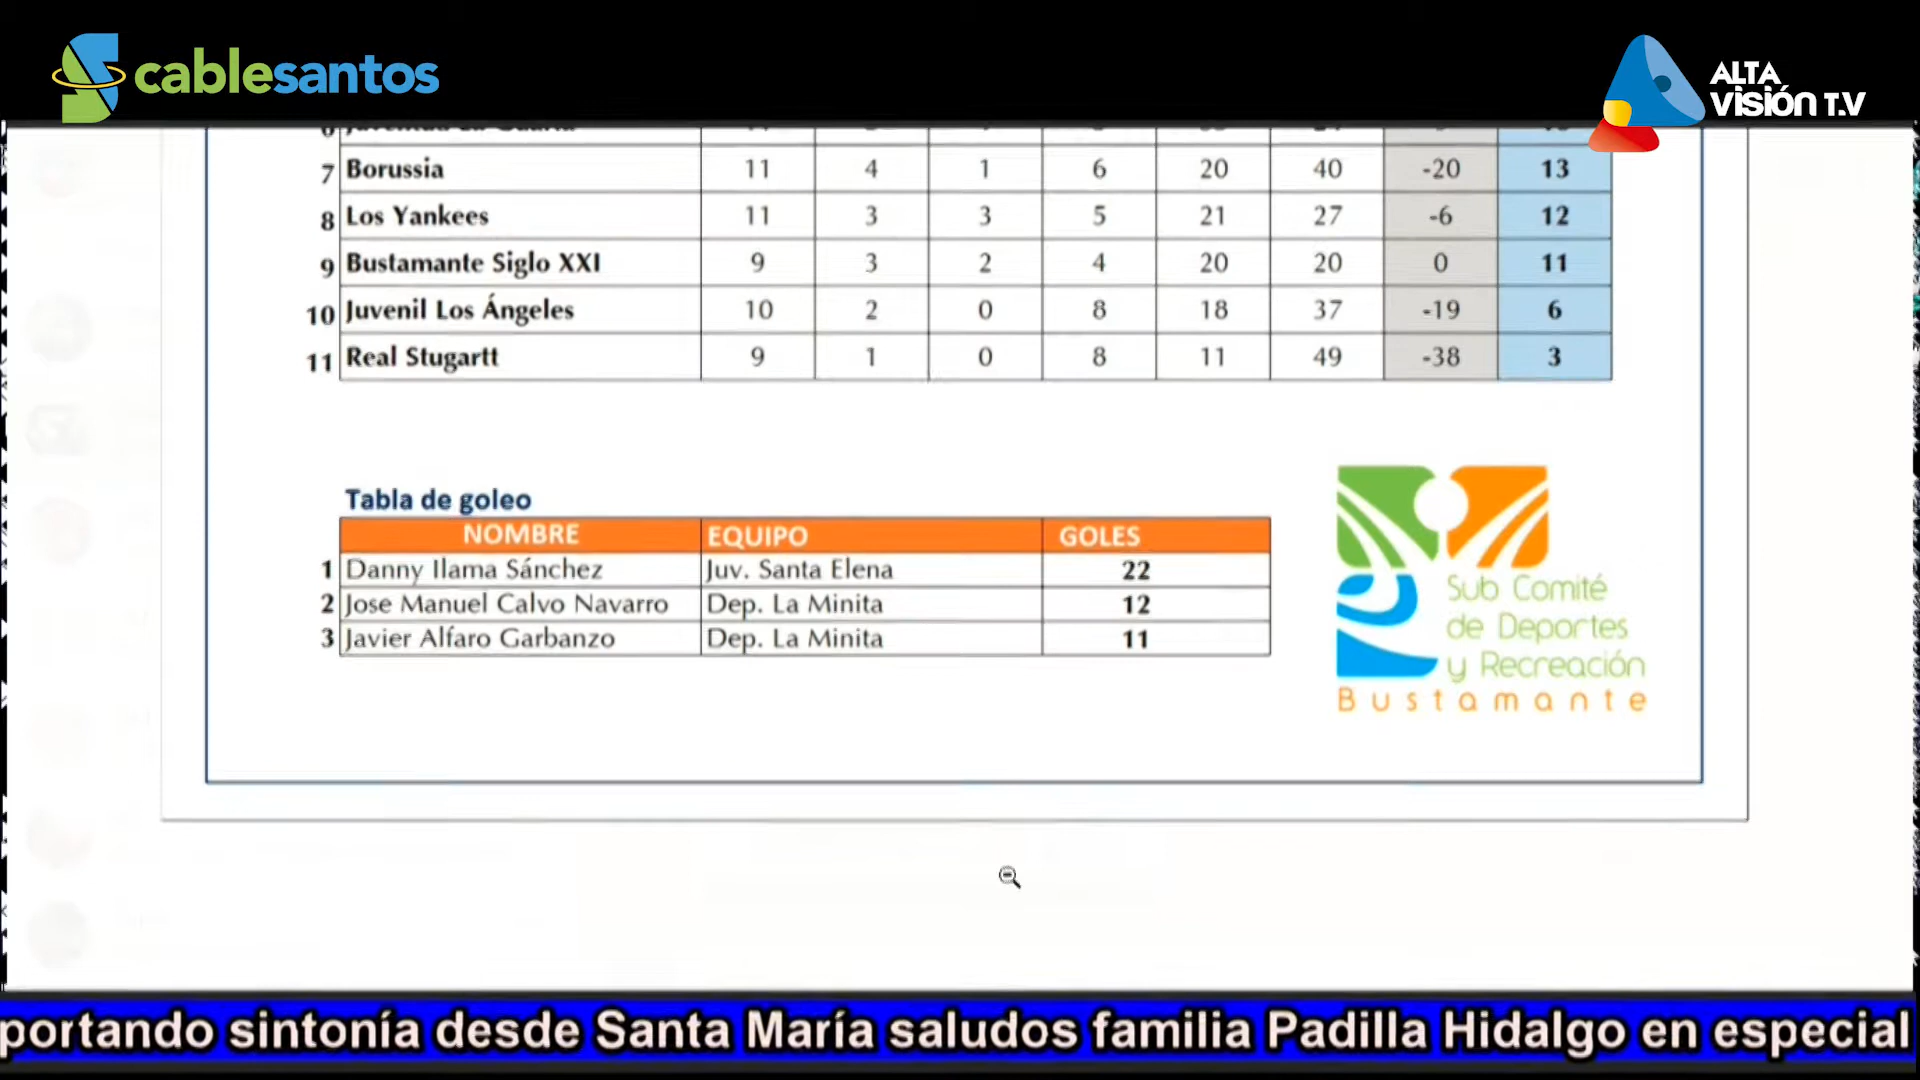 cablesantos
ALTA
VISIÓN T.V
7 Borussia 11 4 1 6 20 40 -20 13
8 Los Yankees 11 3 3 5 21 27 -6 12
9 Bustamante Siglo XXI 9 3 2 4 20 20 0 11
10 Juvenil Los Ángeles 10 2 0 8 18 37 -19 6
11 Real Stugartt 9 1 0 8 11 49 -38 3
Tabla de goleo
NOMBRE EQUIPO GOLES
1 Danny Ilama Sánchez Juv. Santa Elena 22
2 Jose Manuel Calvo Navarro Dep. La Minita 12
3 Javier Alfaro Garbanzo Dep. La Minita 11
Sub Comité
de Deportes
y Recreación
Bustamante
portando sintonía desde Santa María saludos familia Padilla Hidalgo en especial